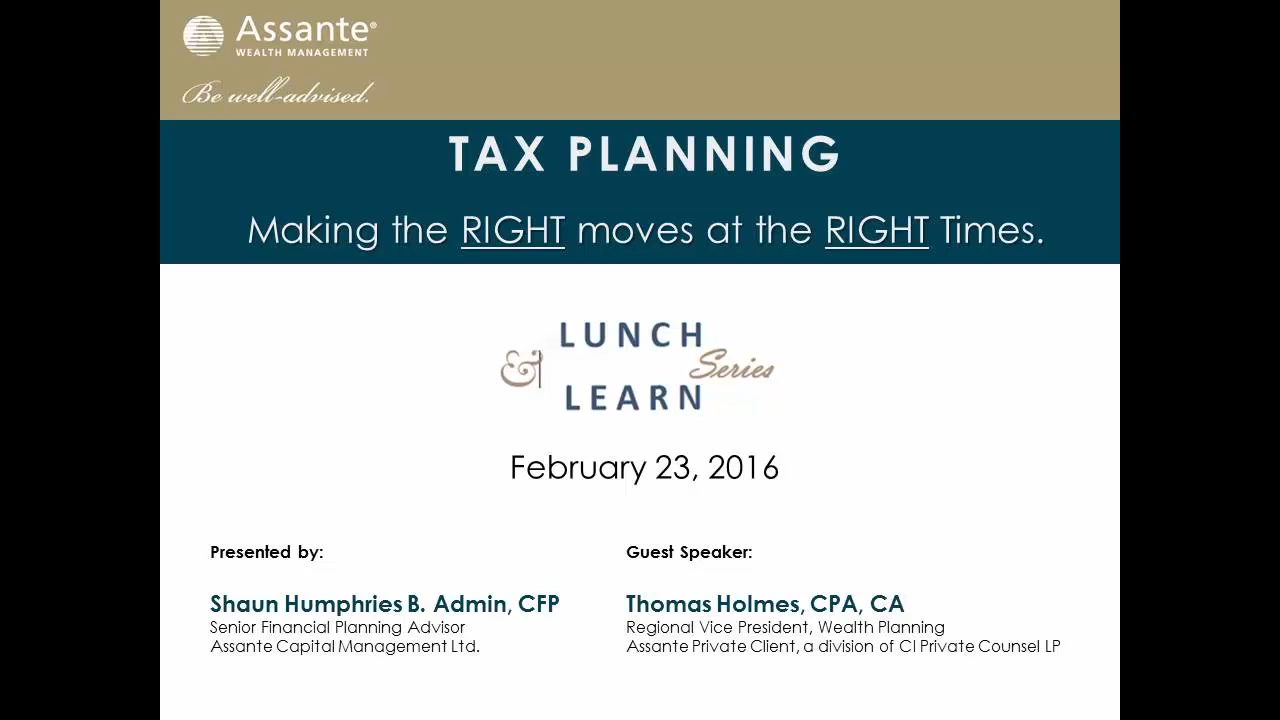 Assante®
WEALTH MANAGEMENT
Be well-advised.
TAX PLANNING
Making the RIGHT moves at the RIGHT Times.
LUNCH
& Series
LEARN
February 23, 2016
Presented by:
Shaun Humphries B. Admin, CFP
Senior Financial Planning Advisor
Assante Capital Management Ltd.
Guest Speaker:
Thomas Holmes, CPA, CA
Regional Vice President, Wealth Planning
Assante Private Client, a division of CI Private Counsel LP